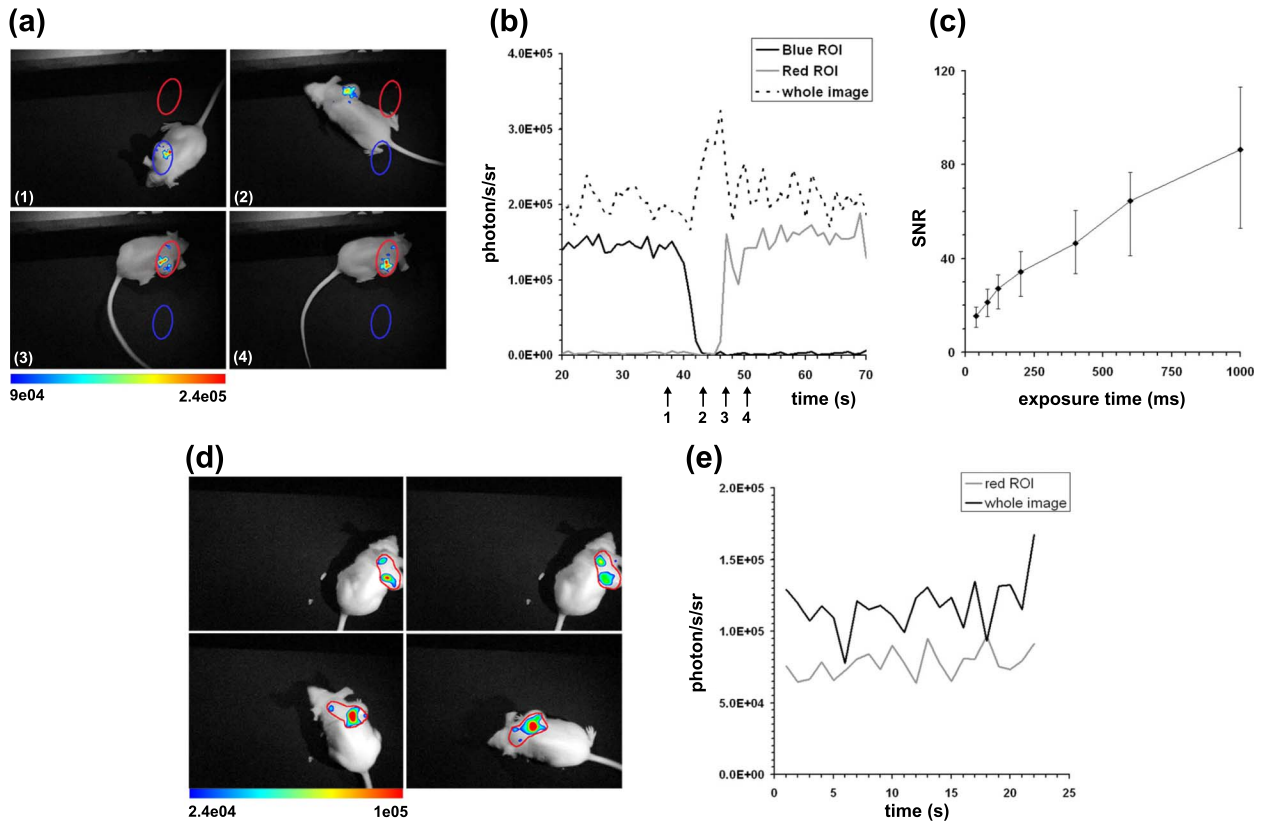 (a)
(1)
(2)
(3)
(4)
9e04
2.4e05
(b)
4.0E+05
3.0E+05
2.0E+05
1.0E+05
0.0E+00
photon/s/sr
Blue ROI
Red ROI
whole image
20
30
40
50
60
70
time (s)
1
2
3
4
(c)
120
80
40
0
SNR
0
250
500
750
1000
exposure time (ms)
(d)
2.4e04
1e05
(e)
2.0E+05
1.5E+05
1.0E+05
5.0E+04
0.0E+00
photon/s/sr
red ROI
whole image
0
5
10
15
20
25
time (s)